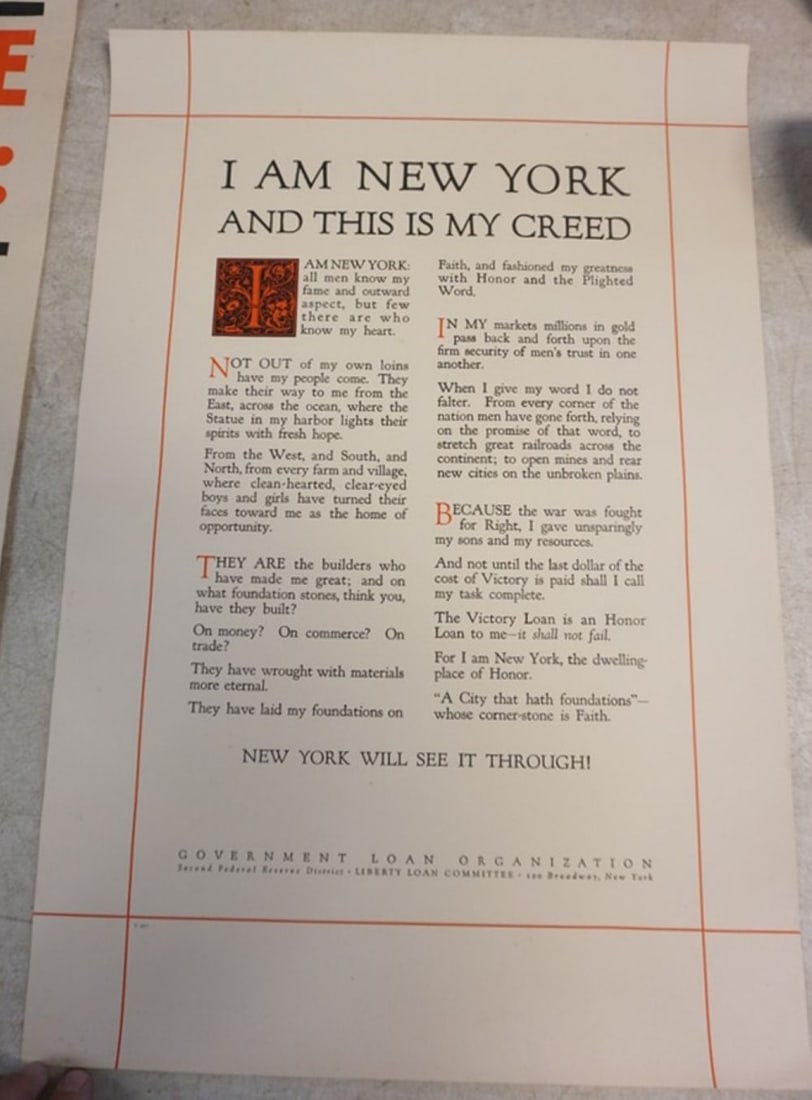 I AM NEW YORK
AND THIS IS MY CREED
I AM NEW YORK:
all men know my
fame and outward
aspect, but few
there are who
know my heart.
NOT OUT of my own loins
have my people come. They
make their way to me from the
East, across the ocean, where the
Statue in my harbor lights their
spirits with fresh hope.
From the West, and South, and
North, from every farm and village,
where clean-hearted, clear-eyed
boys and girls have turned their
faces toward me as the home of
opportunity.
THEY ARE the builders who
have made me great; and on
what foundation stones, think you,
have they built?
On money? On commerce? On
trade?
They have wrought with materials
more eternal.
They have laid my foundations on
Faith, and fashioned my greatness
with Honor and the Plighted
Word.
IN MY markets millions in gold
pass back and forth upon the
firm security of men's trust in one
another.
When I give my word I do not
falter. From every corner of the
nation men have gone forth, relying
on the promise of that word, to
stretch great railroads across the
continent; to open mines and rear
new cities on the unbroken plains.
BECAUSE the war was fought
for Right, I gave unsparingly
my sons and my resources.
And not until the last dollar of the
cost of Victory is paid shall I call
my task complete.
The Victory Loan is an Honor
Loan to me—it shall not fail.
For I am New York, the dwelling-
place of Honor.
"A City that hath foundations"—
whose corner-stone is Faith.
NEW YORK WILL SEE IT THROUGH!
GOVERNMENT LOAN ORGANIZATION
Second Federal Reserve District · LIBERTY LOAN COMMITTEE · 120 Broadway, New York
E